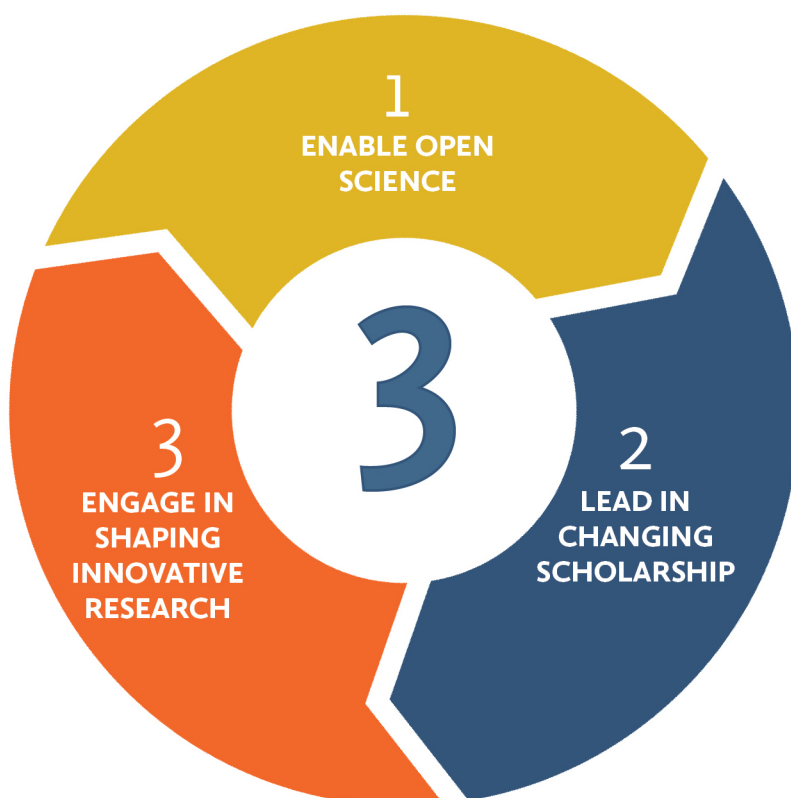 1
ENABLE OPEN
SCIENCE
3
2
LEAD IN
CHANGING
SCHOLARSHIP
3
ENGAGE IN
SHAPING
INNOVATIVE
RESEARCH